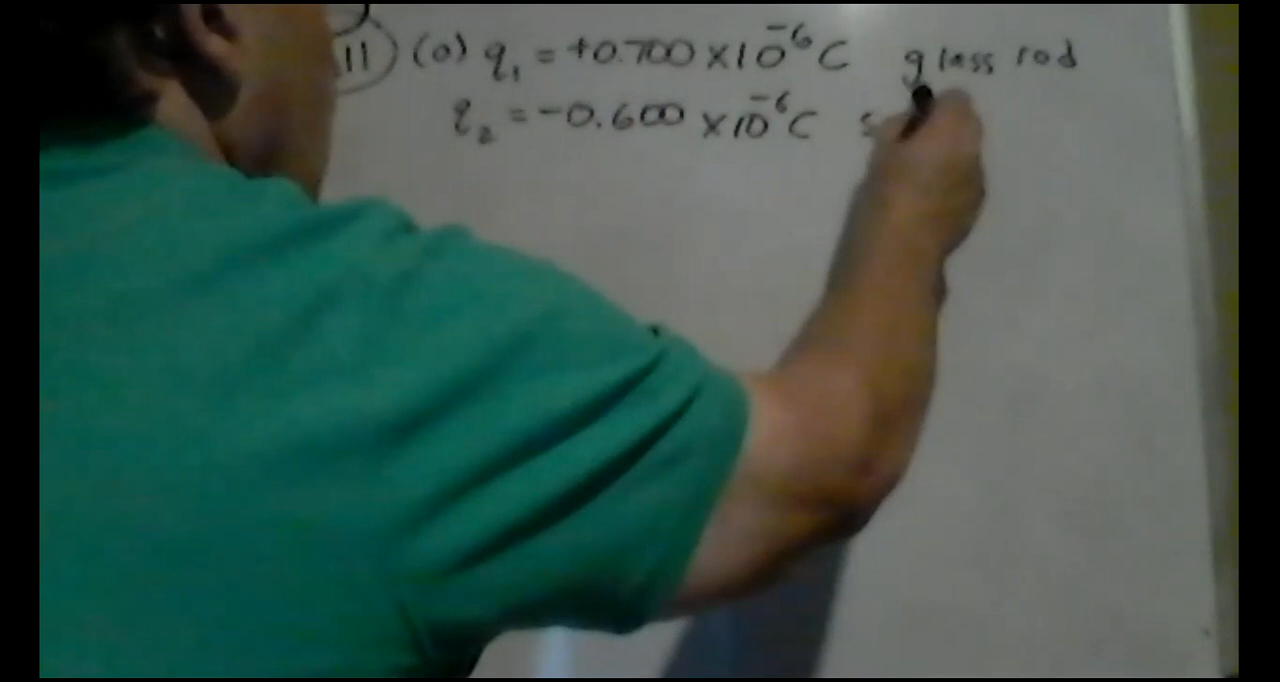 11) (a) q₁ = +0.700 × 10⁻⁶ C glass rod
q₂ = -0.600 × 10⁻⁶ C s